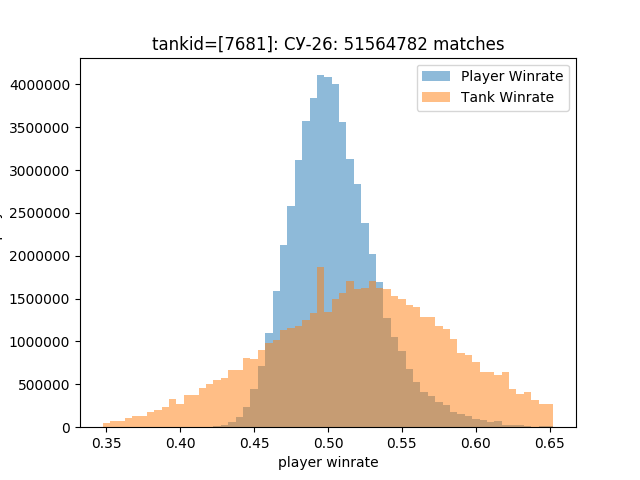 tankid=[7681]: СУ-26: 51564782 matches
Player Winrate
Tank Winrate
4000000
3500000
3000000
2500000
2000000
1500000
1000000
500000
0
0.35 0.40 0.45 0.50 0.55 0.60 0.65
player winrate